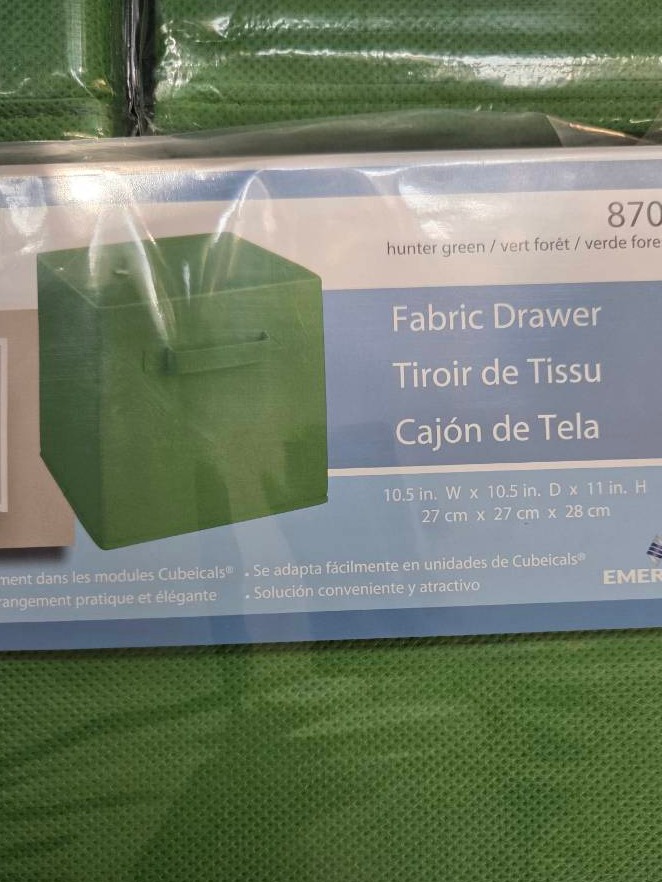 870
hunter green / vert forêt / verde fore
Fabric Drawer
Tiroir de Tissu
Cajón de Tela
10.5 in. W x 10.5 in. D x 11 in. H
27 cm x 27 cm x 28 cm
ment dans les modules Cubeicals®
rangement pratique et élégante
• Se adapta fácilmente en unidades de Cubeicals®
• Solución conveniente y atractivo
EMER